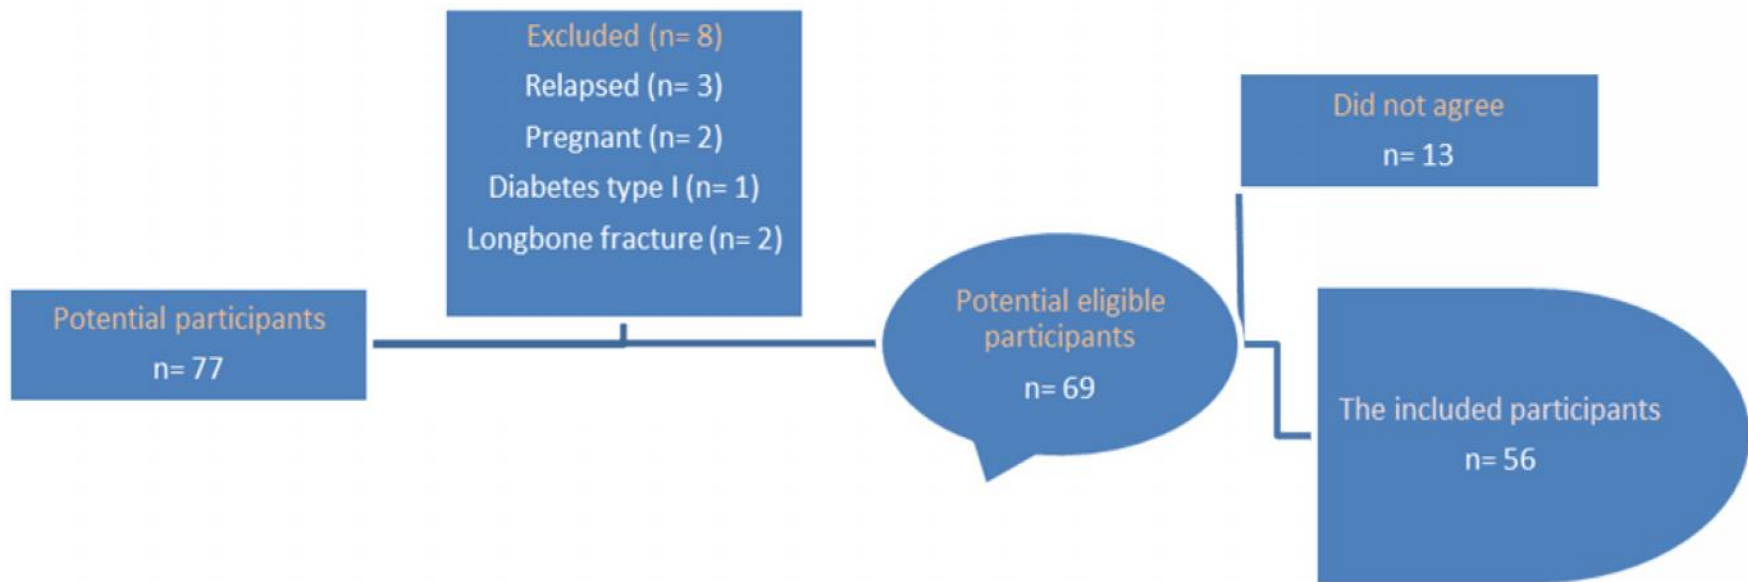 Excluded (n= 8)
Relapsed (n= 3)
Pregnant (n= 2)
Diabetes type I (n= 1)
Longbone fracture (n= 2)
Potential participants
n= 77
Potential eligible
participants
n= 69
Did not agree
n= 13
The included participants
n= 56